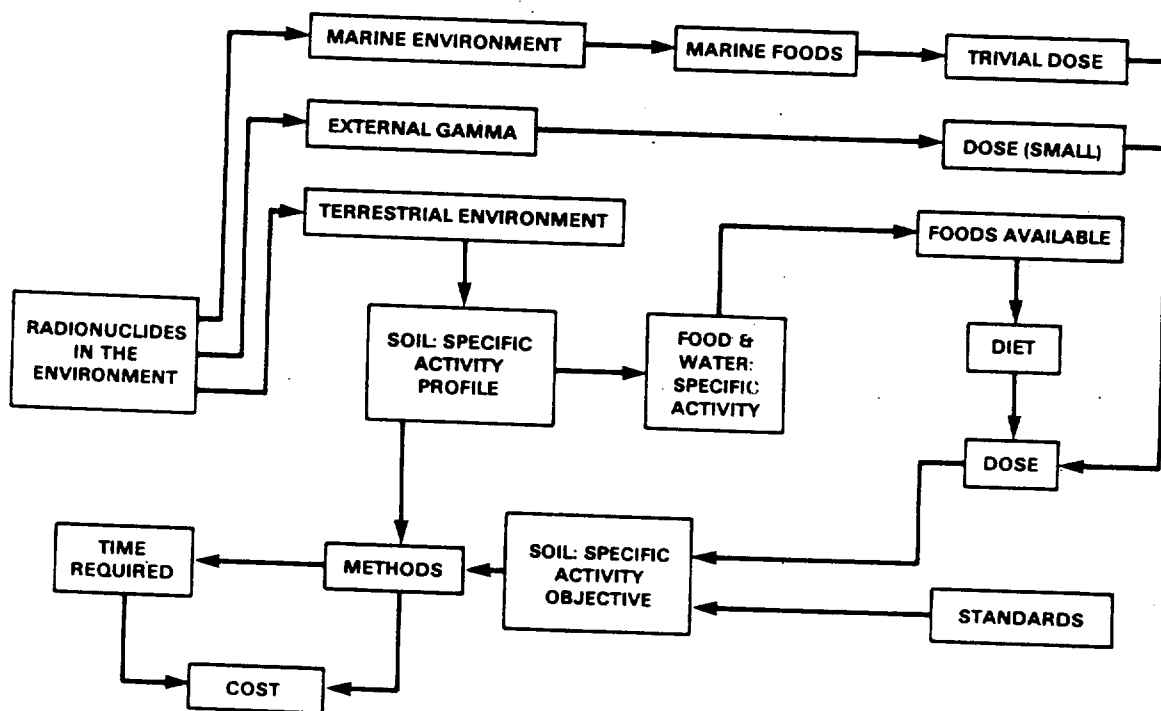 MARINE ENVIRONMENT
MARINE FOODS
TRIVIAL DOSE
EXTERNAL GAMMA
DOSE (SMALL)
TERRESTRIAL ENVIRONMENT
FOODS AVAILABLE
RADIONUCLIDES
IN THE
ENVIRONMENT
SOIL: SPECIFIC
ACTIVITY
PROFILE
FOOD &
WATER:
SPECIFIC
ACTIVITY
DIET
DOSE
TIME
REQUIRED
METHODS
SOIL: SPECIFIC
ACTIVITY
OBJECTIVE
STANDARDS
COST